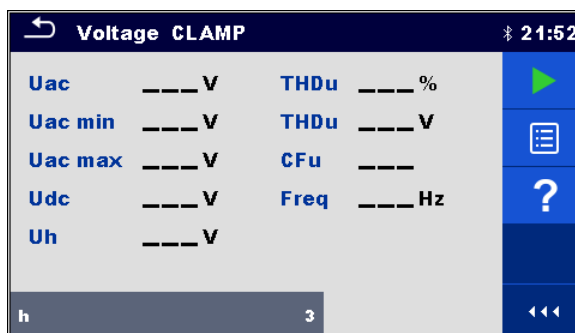 Voltage CLAMP 21:52
Uac ___V THDu ___%
Uac min ___V THDu ___V
Uac max ___V CFu ___
Udc ___V Freq ___Hz
Uh ___V
?
h 3